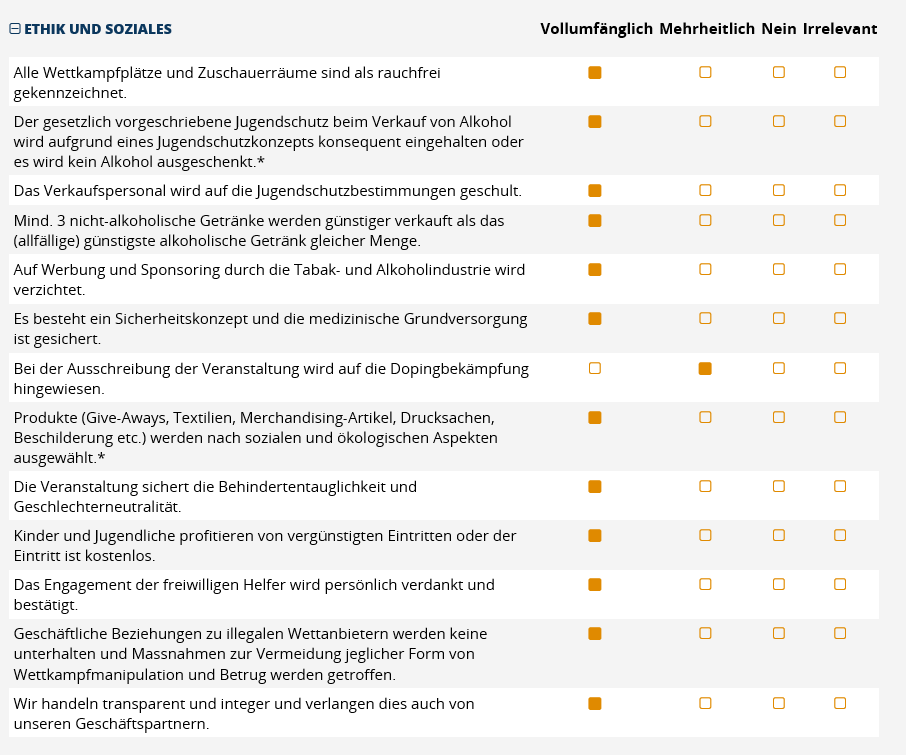 ETHIK UND SOZIALES Vollumfänglich Mehrheitlich Nein Irrelevant
Alle Wettkampfplätze und Zuschauerräume sind als rauchfrei
gekennzeichnet.
Der gesetzlich vorgeschriebene Jugendschutz beim Verkauf von Alkohol
wird aufgrund eines Jugendschutzkonzepts konsequent eingehalten oder
es wird kein Alkohol ausgeschenkt.*
Das Verkaufspersonal wird auf die Jugendschutzbestimmungen geschult.
Mind. 3 nicht-alkoholische Getränke werden günstiger verkauft als das
(allfällige) günstigste alkoholische Getränk gleicher Menge.
Auf Werbung und Sponsoring durch die Tabak- und Alkoholindustrie wird
verzichtet.
Es besteht ein Sicherheitskonzept und die medizinische Grundversorgung
ist gesichert.
Bei der Ausschreibung der Veranstaltung wird auf die Dopingbekämpfung
hingewiesen.
Produkte (Give-Aways, Textilien, Merchandising-Artikel, Drucksachen,
Beschilderung etc.) werden nach sozialen und ökologischen Aspekten
ausgewählt.*
Die Veranstaltung sichert die Behindertentauglichkeit und
Geschlechterneutralität.
Kinder und Jugendliche profitieren von vergünstigten Eintritten oder der
Eintritt ist kostenlos.
Das Engagement der freiwilligen Helfer wird persönlich verdankt und
bestätigt.
Geschäftliche Beziehungen zu illegalen Wettanbietern werden keine
unterhalten und Massnahmen zur Vermeidung jeglicher Form von
Wettkampfmanipulation und Betrug werden getroffen.
Wir handeln transparent und integer und verlangen dies auch von
unseren Geschäftspartnern.